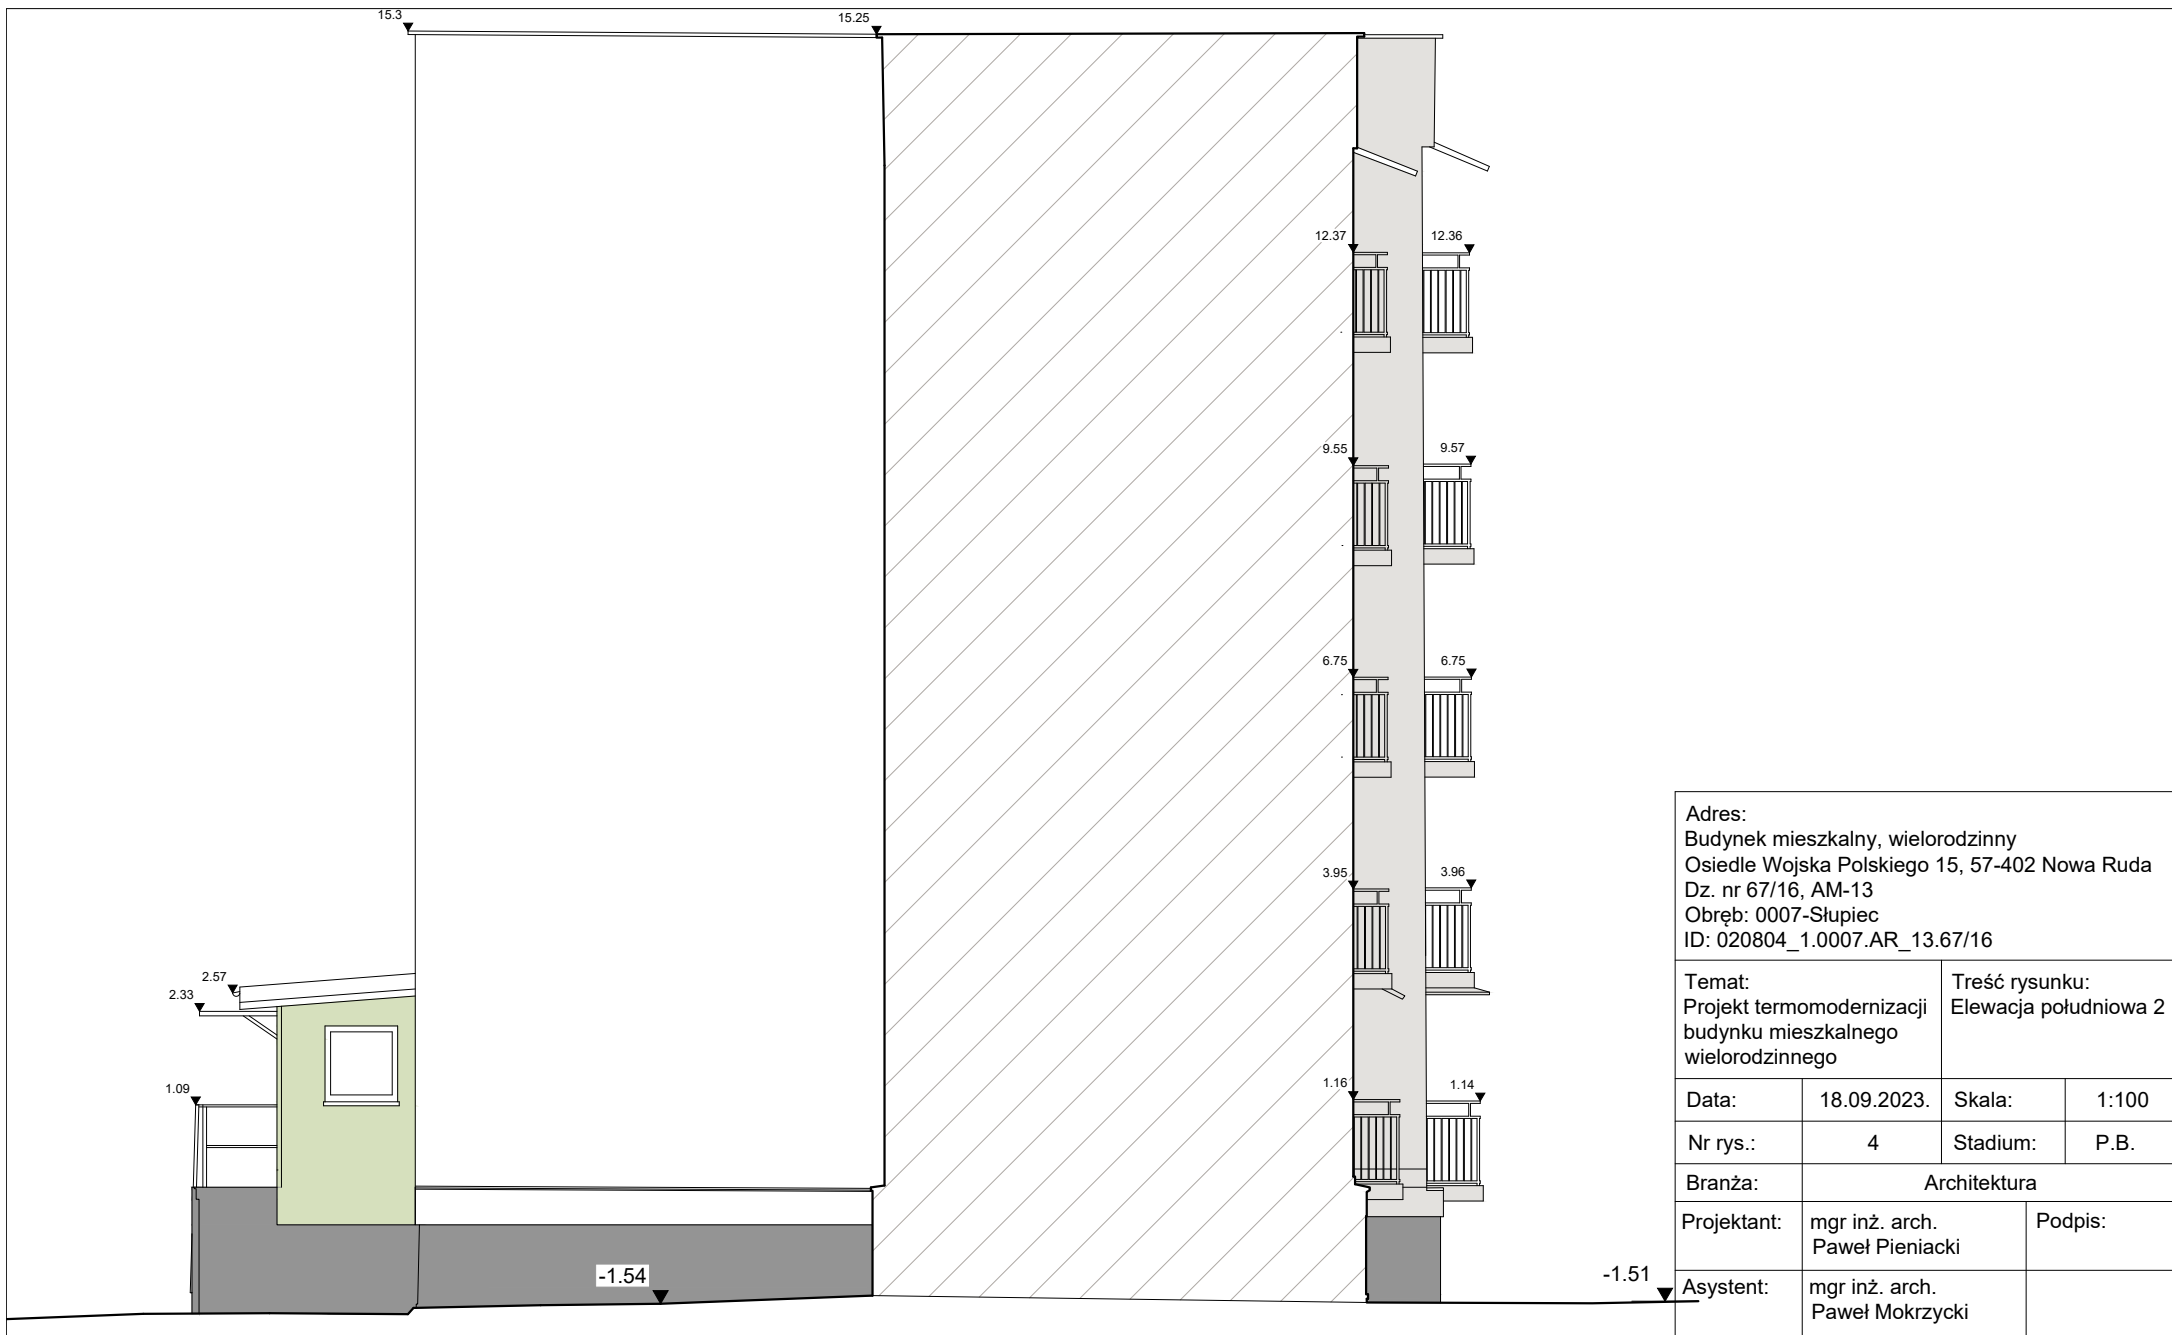 15.3
15.25
12.37
12.36
9.55
9.57
6.75
6.75
3.95
3.96
2.57
2.33
1.09
1.16
1.14
-1.54
-1.51
Adres:
Budynek mieszkalny, wielorodzinny
Osiedle Wojska Polskiego 15, 57-402 Nowa Ruda
Dz. nr 67/16, AM-13
Obręb: 0007-Słupiec
ID: 020804_1.0007.AR_13.67/16
Temat:
Projekt termomodernizacji
budynku mieszkalnego
wielorodzinnego
Treść rysunku:
Elewacja południowa 2
Data: 18.09.2023. Skala: 1:100
Nr rys.: 4 Stadium: P.B.
Branża: Architektura
Projektant: mgr inż. arch. Podpis:
Paweł Pieniacki
Asystent: mgr inż. arch.
Paweł Mokrzycki